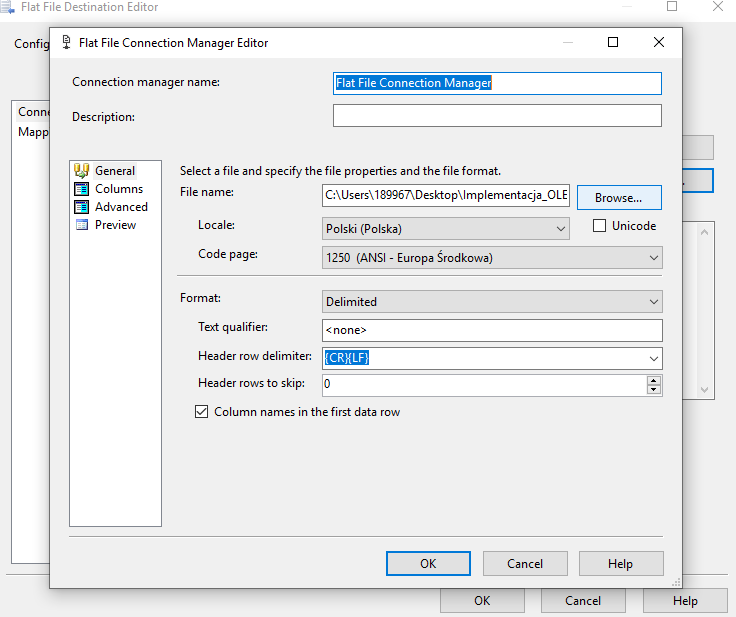 Flat File Destination Editor
Config
Flat File Connection Manager Editor
Connection manager name: Flat File Connection Manager
Description:
Conne
Mapp
General
Columns
Advanced
Preview
Select a file and specify the file properties and the file format.
File name: C:\Users\189967\Desktop\Implementacja_OLE Browse...
Locale: Polski (Polska) Unicode
Code page: 1250 (ANSI - Europa Środkowa)
Format: Delimited
Text qualifier: <none>
Header row delimiter: {CR}{LF}
Header rows to skip: 0
Column names in the first data row
OK Cancel Help
OK Cancel Help